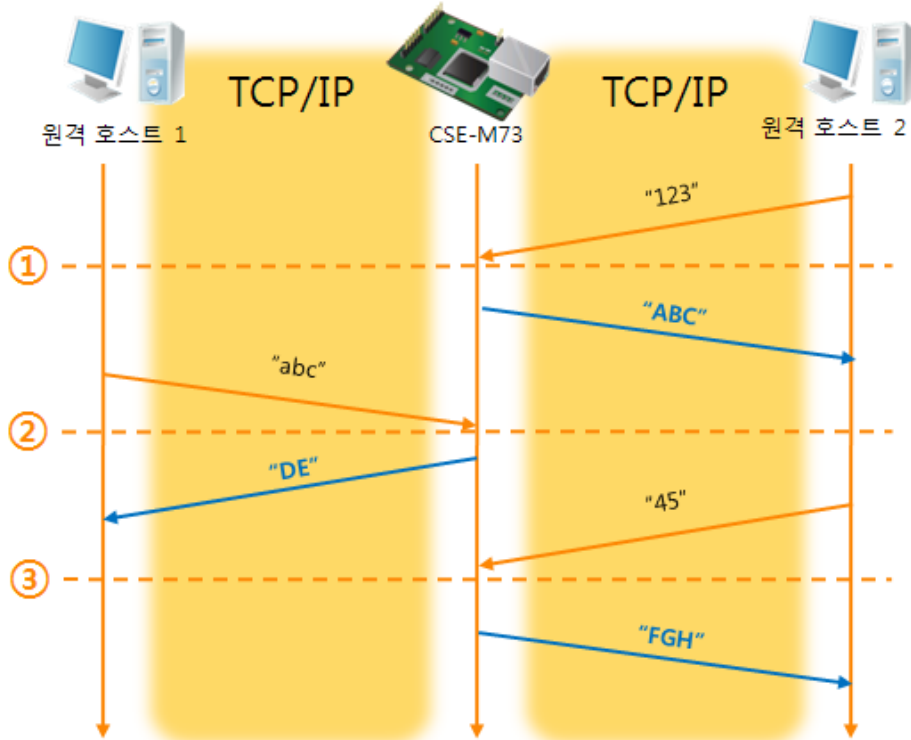 TCP/IP
TCP/IP
원격 호스트 1
CSE-M73
원격 호스트 2
"123"
①
"ABC"
"abc"
②
"DE"
"45"
③
"FGH"